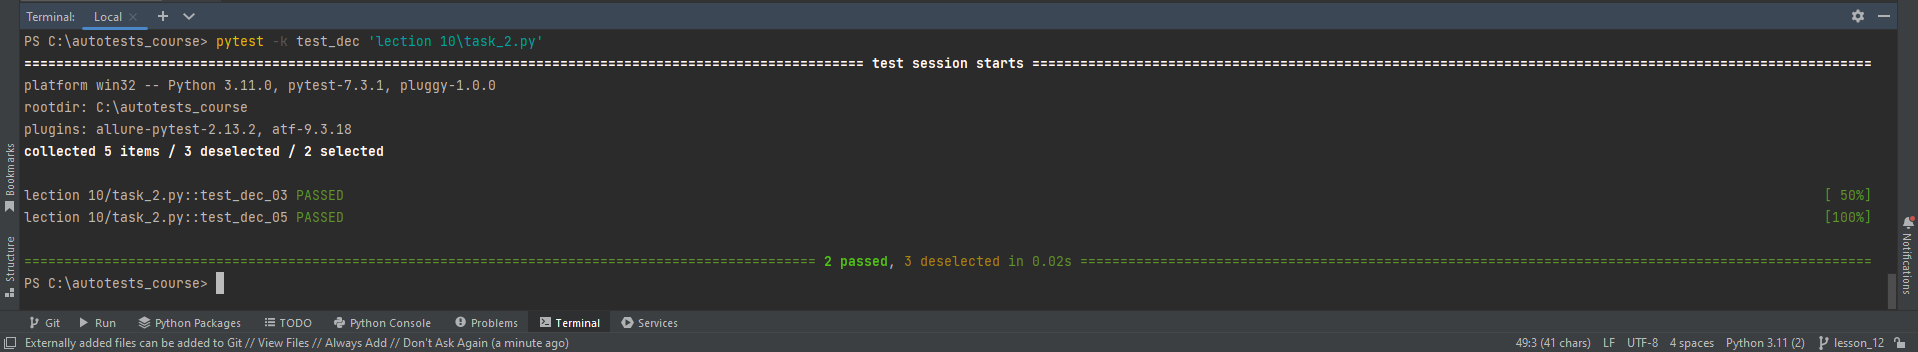 Terminal: Local × + 
PS C:\autotests_course> pytest -k test_dec 'lection 10\task_2.py'
========================================================================================================= test session starts =========================================================================================================
platform win32 -- Python 3.11.0, pytest-7.3.1, pluggy-1.0.0
rootdir: C:\autotests_course
plugins: allure-pytest-2.13.2, atf-9.3.18
collected 5 items / 3 deselected / 2 selected
lection 10/task_2.py::test_dec_03 PASSED [ 50%]
lection 10/task_2.py::test_dec_05 PASSED [100%]
=================================================================================================== 2 passed, 3 deselected in 0.02s ===================================================================================================
PS C:\autotests_course>
Bookmarks
Structure
Notifications
Git Run Python Packages TODO Python Console Problems Terminal Services
Externally added files can be added to Git // View Files // Always Add // Don't Ask Again (a minute ago) 49:3 (41 chars) LF UTF-8 4 spaces Python 3.11 (2) lesson_12